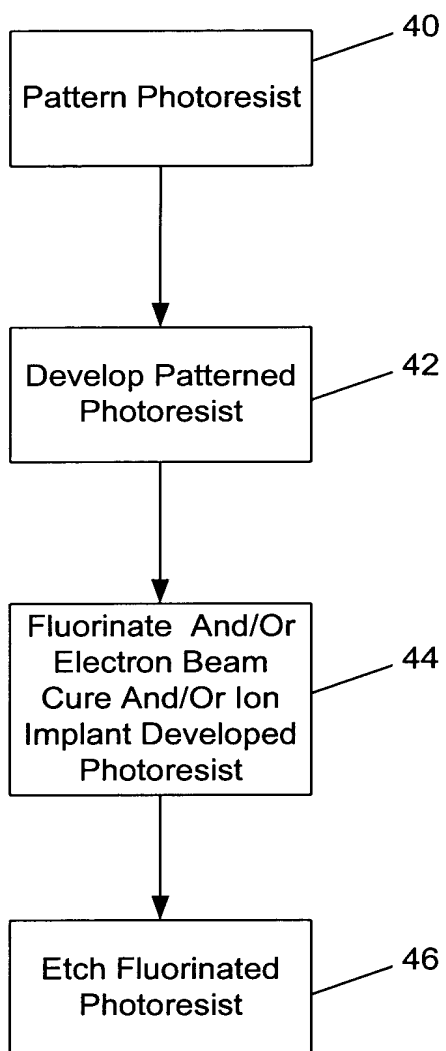 40
Pattern Photoresist
42
Develop Patterned
Photoresist
Fluorinate And/Or
Electron Beam
Cure And/Or Ion
Implant Developed
Photoresist
44
Etch Fluorinated
Photoresist
46